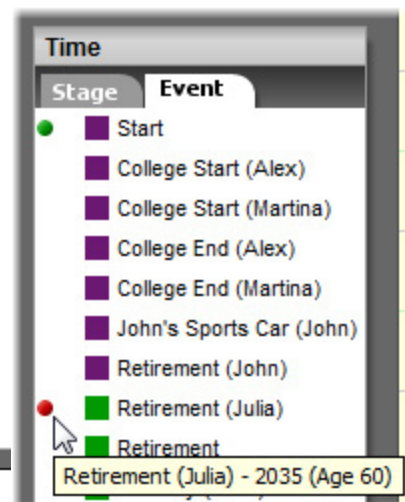 Time
Stage Event
Start
College Start (Alex)
College Start (Martina)
College End (Alex)
College End (Martina)
John's Sports Car (John)
Retirement (John)
Retirement (Julia)
Retirement
Retirement (Julia) - 2035 (Age 60)